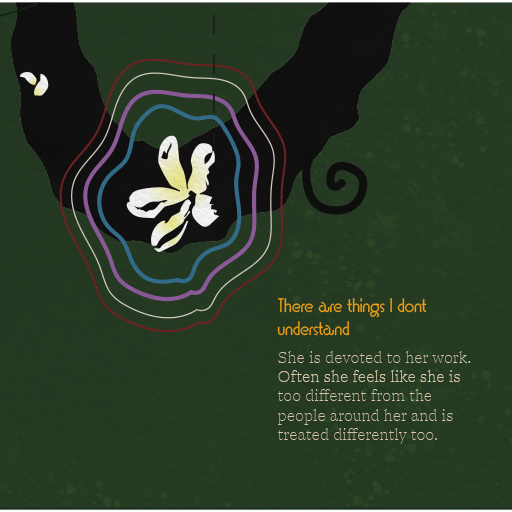 There are things I dont
understand
She is devoted to her work.
Often she feels like she is
too different from the
people around her and is
treated differently too.